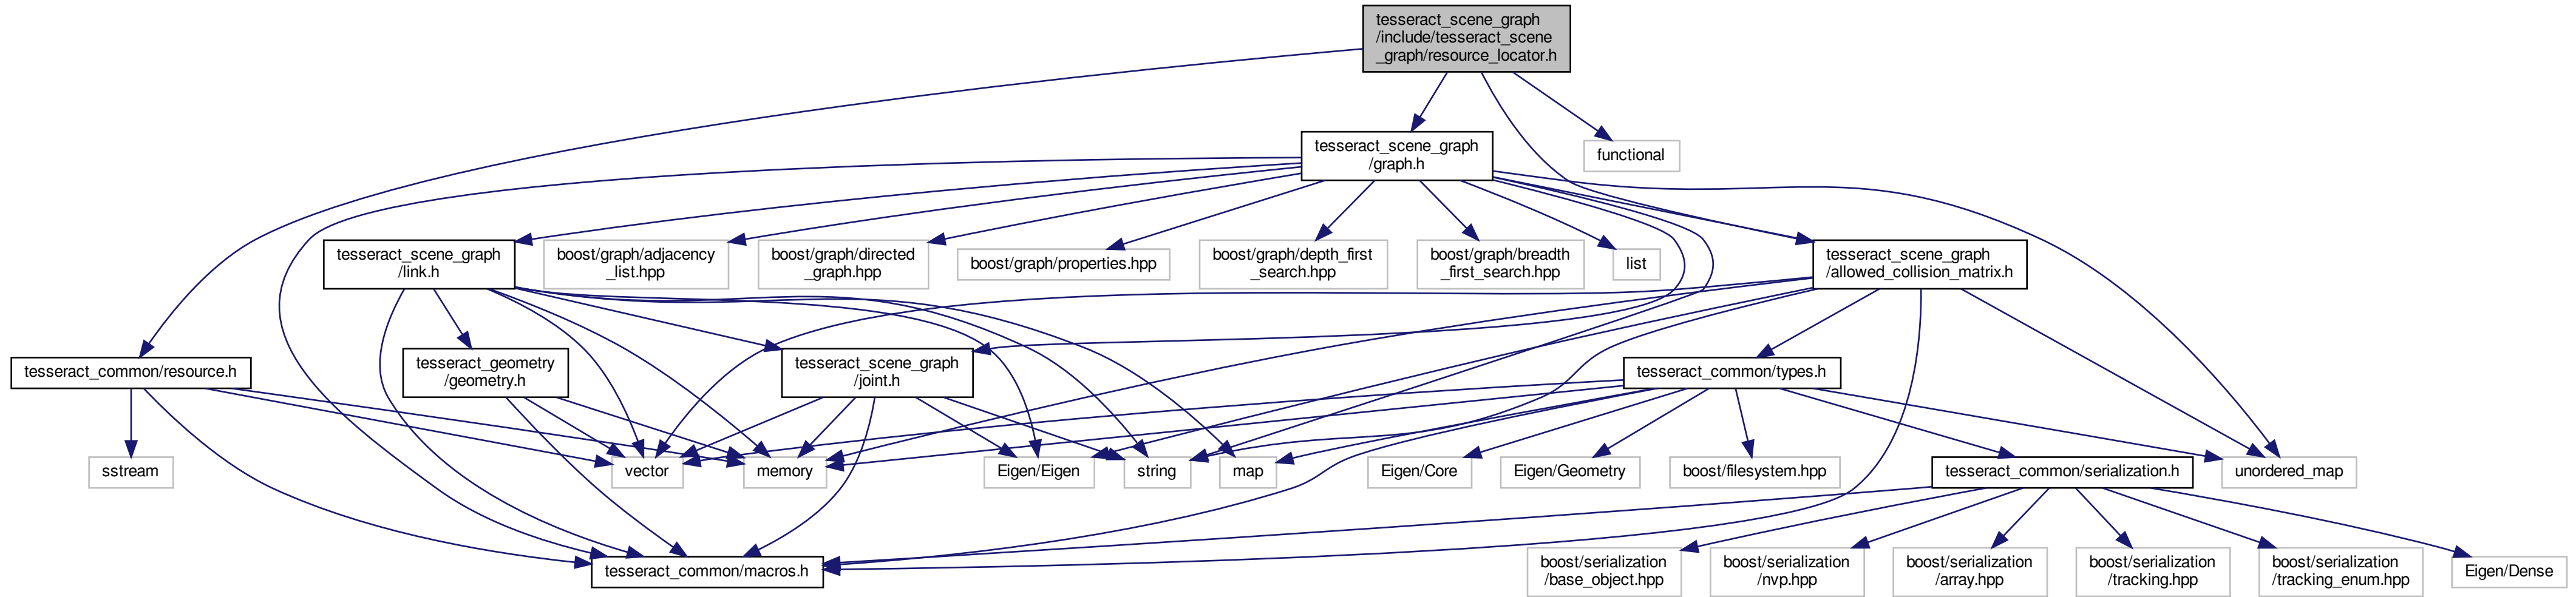 tesseract_scene_graph
/include/tesseract_scene
_graph/resource_locator.h
tesseract_scene_graph
/graph.h
functional
tesseract_scene_graph
/link.h
boost/graph/adjacency
_list.hpp
boost/graph/directed
_graph.hpp
boost/graph/properties.hpp
boost/graph/depth_first
_search.hpp
boost/graph/breadth
_first_search.hpp
list
tesseract_scene_graph
/allowed_collision_matrix.h
tesseract_common/resource.h
tesseract_geometry
/geometry.h
tesseract_scene_graph
/joint.h
tesseract_common/types.h
sstream
vector
memory
Eigen/Eigen
string
map
Eigen/Core
Eigen/Geometry
boost/filesystem.hpp
tesseract_common/serialization.h
unordered_map
tesseract_common/macros.h
boost/serialization
/base_object.hpp
boost/serialization
/nvp.hpp
boost/serialization
/array.hpp
boost/serialization
/tracking.hpp
boost/serialization
/tracking_enum.hpp
Eigen/Dense